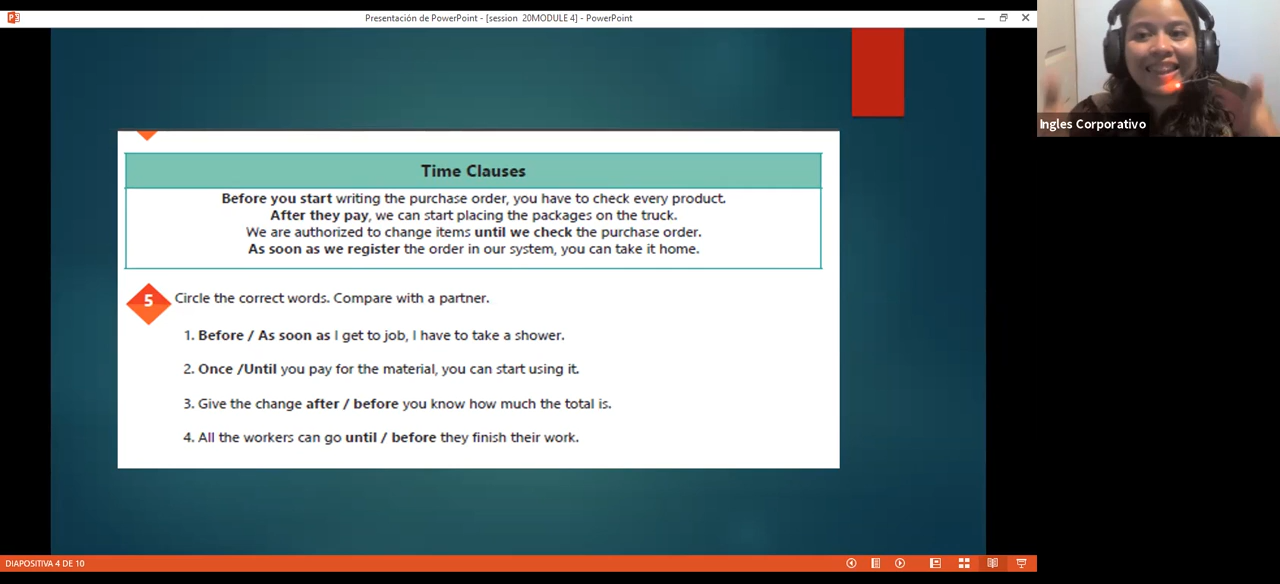 Presentación de PowerPoint - [session 20MODULE 4] - PowerPoint
Ingles Corporativo
Time Clauses
Before you start writing the purchase order, you have to check every product.
After they pay, we can start placing the packages on the truck.
We are authorized to change items until we check the purchase order.
As soon as we register the order in our system, you can take it home.
5 Circle the correct words. Compare with a partner.
1. Before / As soon as I get to job, I have to take a shower.
2. Once /Until you pay for the material, you can start using it.
3. Give the change after / before you know how much the total is.
4. All the workers can go until / before they finish their work.
DIAPOSITIVA 4 DE 10